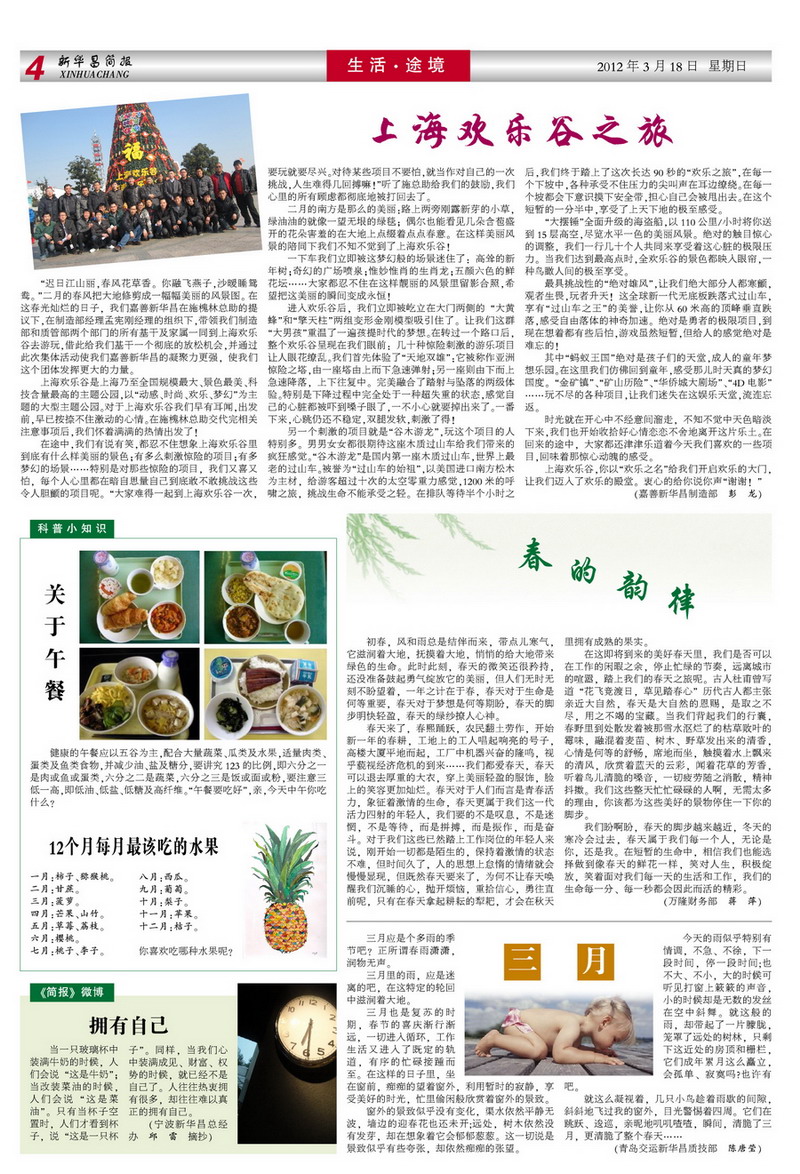 4
新华昌简报
XINHUACHANG
生活·途境
2012 年 3 月 18 日 星期日
上海欢乐谷之旅
“迟日江山丽,春风花草香。你融飞燕子,沙暖睡鸳
鸯。”二月的春风把大地修剪成一幅幅美丽的风景图。在
这春光灿烂的日子，我们嘉善新华昌在施槐林总助的提
议下,在制造部经理孟宪刚经理的组织下,带领我们制造
部和质管部两个部门的所有基干及家属一同到上海欢乐
谷去游玩,借此给我们基干一个彻底的放松机会,并通过
此次集体活动使我们嘉善新华昌的凝聚力更强，使我们
这个团体发挥更大的力量。
上海欢乐谷是上海乃至全国规模最大、景色最美、科
技含量最高的主题公园,以“动感、时尚、欢乐、梦幻”为主
题的大型主题公园。对于上海欢乐谷我们早有耳闻,出发
前,早已按捺不住激动的心情。在施槐林总助交代完相关
注意事项后,我们怀着满满的热情出发了!
在途中,我们有说有笑,都忍不住想象上海欢乐谷里
到底有什么样美丽的景色;有多么刺激惊险的项目;有多
梦幻的场景……特别是对那些惊险的项目，我们又喜又
怕，每个人心里都在暗自思量自己到底敢不敢挑战这些
令人胆颤的项目呢。“大家难得一起到上海欢乐谷一次，
要玩就要尽兴。对待某些项目不要怕,就当作对自己的一次
挑战,人生难得几回搏嘛!”听了施总助给我们的鼓励,我们
心里的所有顾虑都彻底地被打回去了。
二月的南方是那么的美丽:路上两旁刚露新芽的小草,
绿油油的就像一望无垠的绿毯；偶尔也能看见几朵含苞盛
开的花朵害羞的在大地上点缀着点点春意。在这样美丽风
景的陪同下我们不知不觉到了上海欢乐谷!
一下车我们立即被这梦幻般的场景迷住了：高耸的新
年树;奇幻的广场喷泉;惟妙惟肖的生肖龙;五颜六色的鲜
花坛……大家都忍不住在这样靓丽的风景里留影合照,希
望把这美丽的瞬间变成永恒!
进入欢乐谷后，我们立即被屹立在大门两侧的“大黄
蜂”和“擎天柱”两组变形金刚模型吸引住了。让我们这群
“大男孩”重温了一遍孩提时代的梦想。在转过一个路口后，
整个欢乐谷呈现在我们眼前；几十种惊险刺激的游乐项目
让人眼花缭乱。我们首先体验了“天地双雄”;它被称作亚洲
惊险之塔,由一座塔由上而下急速弹射;另一座则由下而上
急速降落，上下往复中。完美融合了踏射与坠落的两级体
验。特别是下降过程中完全处于一种超失重的状态,感觉自
己的心脏都被吓到嗓子眼了,一不小心就要掉出来了。一番
下来,心跳仍还不稳定,双腿发软,刺激了得!
另一个刺激的项目就是“谷木游龙”,玩这个项目的人
特别多。男男女女都很期待这座木质过山车给我们带来的
疯狂感觉。“谷木游龙”是国内第一座木质过山车,世界上最
老的过山车。被誉为“过山车的始祖”,以美国进口南方松木
为主材，给游客超过十次的太空零重力感觉,1200 米的呼
啸之旅，挑战生命不能承受之轻。在排队等待半个小时之
后,我们终于踏上了这次长达 90 秒的“欢乐之旅”,在每一
个下坡中,各种承受不住压力的尖叫声在耳边缭绕。在每一
个坡都会下意识摸下安全带,担心自己会被甩出去。在这个
短暂的一分半中,享受了上天下地的极至感受。
“大摆锤”全面升级的海盗船,以 110 公里/小时将你送
到 15 层高空,尽览水平一色的美丽风景。绝对的触目惊心
的调整，我们一行几十个人共同来享受着这心脏的极限压
力。当我们达到最高点时,全欢乐谷的景色都映入眼帘,一
种鸟瞰人间的极至享受。
最具挑战性的“绝对雄风”,让我们绝大部分人都寒颤,
观者生畏,玩者升天!这全球新一代无底板跌落式过山车,
享有“过山车之王”的美誉,让你从 60 米高的顶峰垂直跌
落,感受自由落体的神奇加速。绝对是勇者的极限项目,到
现在想着都有些后怕,游戏虽然短暂,但给人的感觉绝对是
难忘的!
其中“蚂蚁王国”绝对是孩子们的天堂,成人的童年梦
想乐园。在这里我们仿佛回到童年,感受那儿时天真的梦幻
国度。“金矿镇”、“矿山历险”、“华侨城大剧场”、“4D 电影”
……玩不尽的各种项目,让我们迷失在这娱乐天堂,流连忘
返。
时光就在开心中不经意间溜走，不知不觉中天色暗淡
下来,我们也开始收拾好心情恋恋不舍地离开这片乐土。在
回来的途中，大家都还津津乐道着今天我们喜欢的一些项
目,回味着那惊心动魄的感受。
上海欢乐谷,你以“欢乐之名”给我们开启欢乐的大门,
让我们迈入了欢乐的殿堂。衷心的给你说你声“谢谢！”
(嘉善新华昌制造部 彭 龙)
科普小知识
关于午餐
健康的午餐应以五谷为主,配合大量蔬菜、瓜类及水果,适量肉类、
蛋类及鱼类食物,并减少油、盐及糖分,要讲究 123 的比例,即六分之一
是肉或鱼或蛋类,六分之二是蔬菜,六分之三是饭或面或粉,要注意三
低一高,即低油、低盐、低糖及高纤维。“午餐要吃好”,亲,今天中午你吃
什么?
12个月每月最该吃的水果
一月:柿子、猕猴桃。
二月:甘蔗。
三月:菠萝。
四月:芒果、山竹。
五月:草莓、荔枝。
六月:樱桃。
七月:桃子、李子。
八月:西瓜。
九月:葡萄。
十月:梨子。
十一月:苹果。
十二月:桔子。
你喜欢吃哪种水果呢?
《简报》微博
拥有自己
当一只玻璃杯中
装满牛奶的时候，人
们会说“这是牛奶”；
当改装菜油的时候，
人们会说“这是菜
油”。只有当杯子空
置时，人们才看到杯
子，说“这是一只杯
子”。同样，当我们心
中装满成见、财富、权
势的时候，就已经不是
自己了。人往往热衷拥
有很多，却往往难以真
正的拥有自己。
(宁波新华昌总经
办 邱 雷 摘抄)
春的韵律
初春，风和雨总是结伴而来，带点儿寒气，
它滋润着大地，抚摸着大地，悄悄的给大地带来
绿色的生命。此时此刻，春天的微笑还很矜持，
还没准备鼓起勇气绽放它的美丽，但人们无时无
刻不盼望着，一年之计在于春，春天对于生命是
何等重要，春天对于梦想是何等期盼，春天的脚
步明快轻盈，春天的绿纱撩人心神。
春天来了，春熙踊跃，农民翻土劳作，开始
新一年的春耕，工地上的工人唱起嘹亮的号子，
高楼大厦平地而起，工厂中机器兴奋的隆鸣，视
乎藐视经济危机的到来……我们都爱春天，春天
可以退去厚重的大衣，穿上美丽轻盈的服饰，脸
上的笑容更加灿烂。春天对于人们而言是青春活
力，象征着激情的生命，春天更属于我们这一代
活力四射的年轻人，我们要的不是叹息，不是迷
惘，不是等待，而是拼搏，而是振作，而是奋
斗。对于我们这些已然踏上工作岗位的年轻人来
说，刚开始一切都是陌生的，保持着激情的状态
不难，但时间久了，人的思想上怠惰的情绪就会
慢慢显现，但既然春天要来了，为何不让春天唤
醒我们沉睡的心，抛开烦恼，重拾信心，勇往直
前呢，只有在春天拿起耕耘的犁耙，才会在秋天
里拥有成熟的果实。
在这即将到来的美好春天里，我们是否可以
在工作的闲暇之余，停止忙绿的节奏，远离城市
的喧嚣，踏上我们的春天之旅呢。古人杜甫曾写
道“花飞竞渡日，草见踏春心”历代古人都主张
亲近大自然，春天是大自然的恩赐，是取之不
尽，用之不竭的宝藏。当我们背起我们的行囊，
春野里到处散发着被那雪水沤烂了的枯草败叶的
霉味，融混着麦苗、树木、野草发出来的清香，
心情是何等的舒畅，席地而坐，触摸着水上飘来
的清风，欣赏着蓝天的云彩，闻着花草的芳香，
听着鸟儿清脆的嗓音，一切疲劳随之消散，精神
抖擞。我们这些整天忙忙碌碌的人啊，无需太多
的理由，你该都为这些美好的景物停住一下你的
脚步。
我们盼啊盼，春天的脚步越来越近，冬天的
寒冷会过去，春天属于我们每一个人，无论是
你，还是我。在短暂的生命中，相信我们也能选
择做到像春天的鲜花一样，笑对人生，积极绽
放，笑着面对我们每一天的生活和工作，我们的
生命每一分、每一秒都会因此而活的精彩。
(万隆财务部 蒋 萍)
三月
三月应是个多雨的季
节吧？正所谓春雨潇潇，
润物无声。
三月里的雨，应是迷
离的吧，在这特定的轮回
中滋润着大地。
三月也是复苏的时
期，春节的喜庆渐行渐
远，一切进入循环，工作
生活又进入了既定的轨
道，有序的忙碌接踵而
至。在这样的日子里，坐
在窗前，痴痴的望着窗外，利用暂时的寂静，享
受美好的时光，忙里偷闲般欣赏着窗外的景致。
窗外的景致似乎没有变化，渠水依然平静无
波，墙边的迎春花也还未开;远处，树木依然没
有发芽，却在想象着它会郁郁葱葱。这一切说是
景致似乎有些夸张，却依然痴痴的张望。
今天的雨似乎特别有
情调，不急、不徐，下一
段时间，停一段时间;也
不大、不小，大的时候可
听见打窗上簌簌的声音，
小的时候却是无数的发丝
在空中斜舞。就这般的
雨，却带起了一片朦胧，
笼罩了远处的树林，只剩
下这近处的房顶和栅栏，
它们成年累月这么矗立，
会孤单、寂寞吗?也许有
吧。
就这么凝视着，几只小鸟趁着雨歇的间隙，
斜斜地飞过我的窗外，目光警惕着四周。它们在
跳跃、逡巡，亲昵地叽叽喳喳，瞬间，清脆了三
月，更清脆了整个春天……
(青岛交运新华昌质技部 陈唐莹)